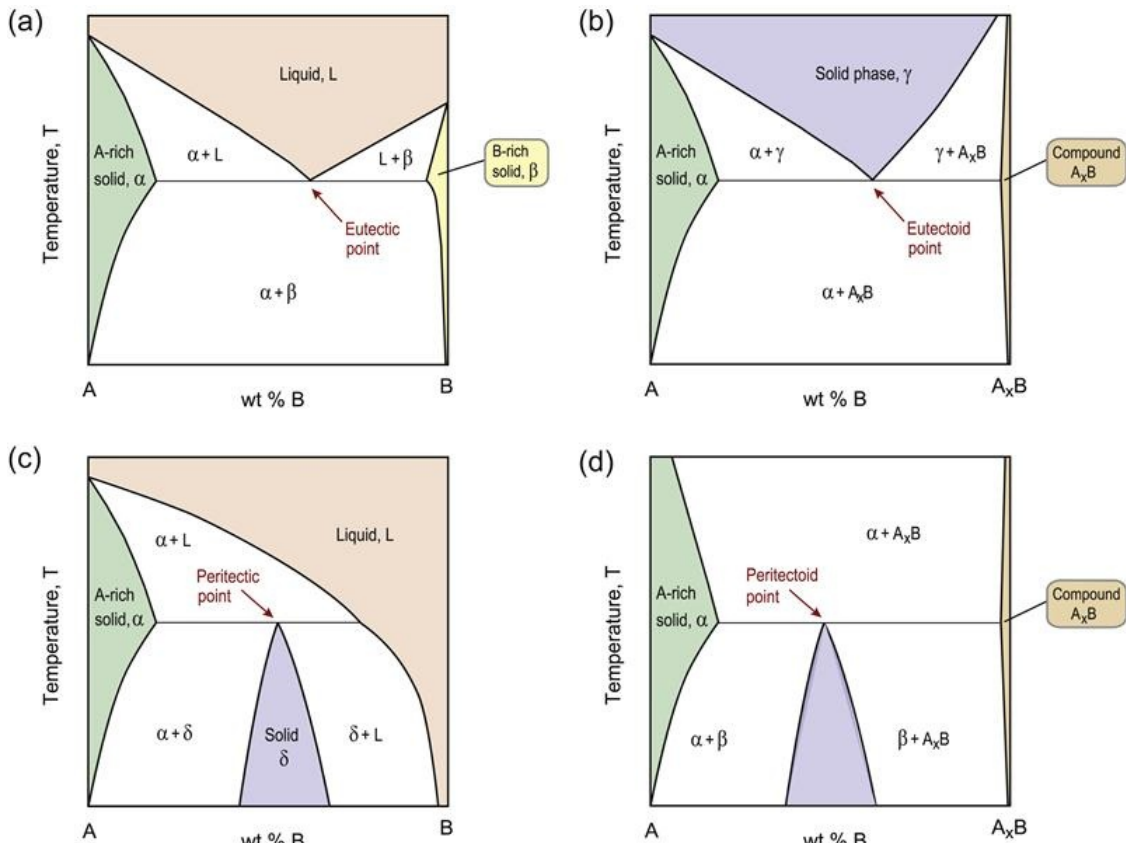 (a)
Temperature, T
Liquid, L
A-rich
solid, α
α + L
L + β
B-rich
solid, β
Eutectic
point
α + β
A
B
wt % B
(b)
Temperature, T
Solid phase, γ
A-rich
solid, α
α + γ
γ + AₓB
Compound
AₓB
Eutectoid
point
α + AₓB
A
AₓB
wt % B
(c)
Temperature, T
α + L
Liquid, L
Peritectic
point
A-rich
solid, α
α + δ
Solid
δ
δ + L
A
B
wt % B
(d)
Temperature, T
α + AₓB
Peritectoid
point
A-rich
solid, α
Compound
AₓB
α + β
β + AₓB
A
AₓB
wt % B